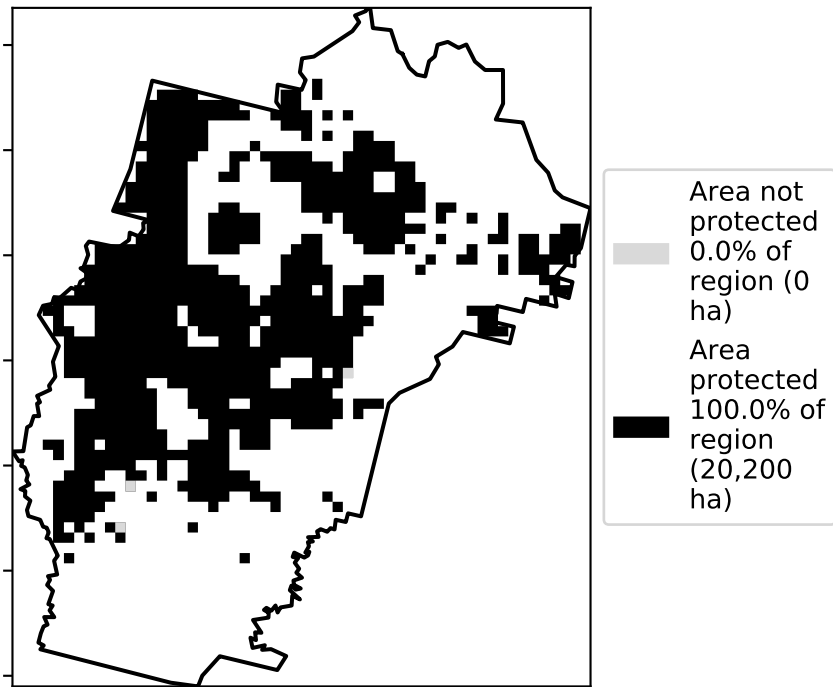 Area not
protected
0.0% of
region (0
ha)
Area
protected
100.0% of
region
(20,200
ha)